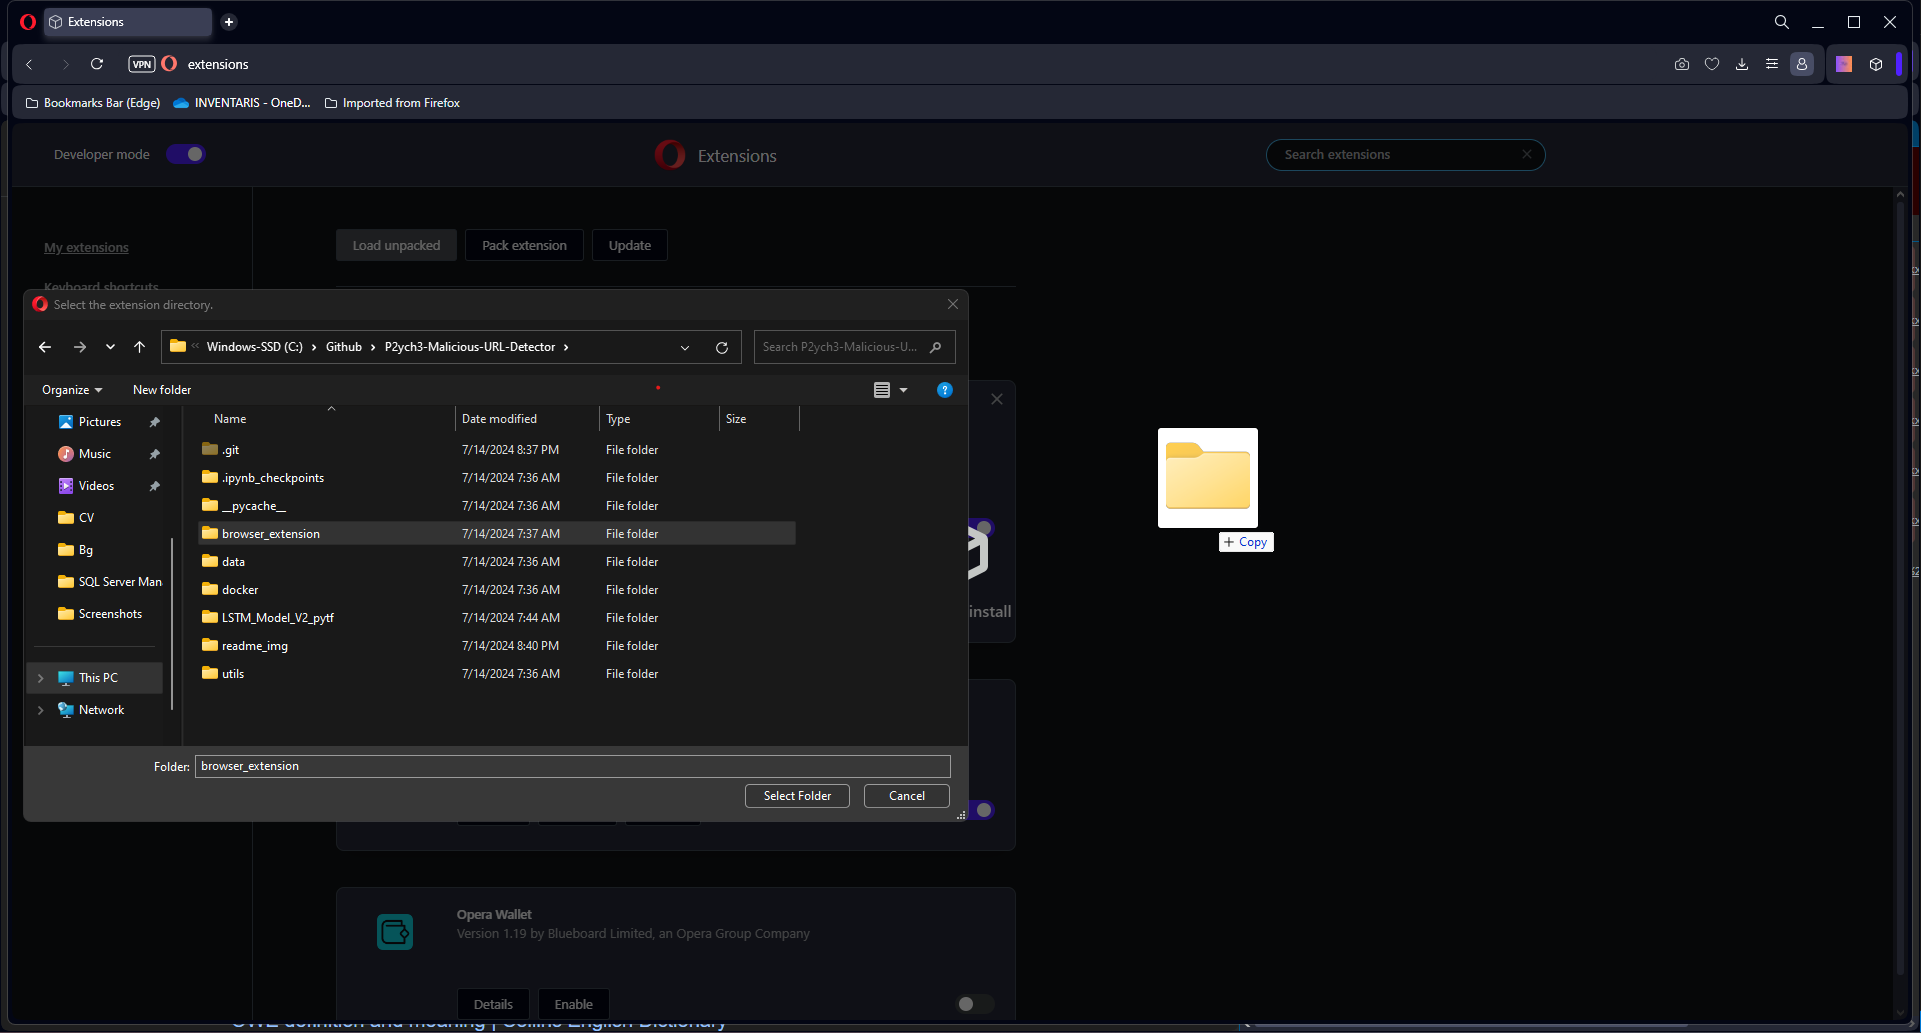 Extensions
VPN extensions
Bookmarks Bar (Edge) INVENTARIS - OneD... Imported from Firefox
Developer mode Extensions Search extensions
My extensions
Load unpacked Pack extension Update
Keyboard shortcuts
Select the extension directory.
« Windows-SSD (C:) › Github › P2ych3-Malicious-URL-Detector › Search P2ych3-Malicious-U...
Organize New folder
Name Date modified Type Size
Pictures
Music
Videos
CV
Bg
SQL Server Man
Screenshots
This PC
Network
.git 7/14/2024 8:37 PM File folder
.ipynb_checkpoints 7/14/2024 7:36 AM File folder
__pycache__ 7/14/2024 7:36 AM File folder
browser_extension 7/14/2024 7:37 AM File folder
data 7/14/2024 7:36 AM File folder
docker 7/14/2024 7:36 AM File folder
LSTM_Model_V2_pytf 7/14/2024 7:44 AM File folder
readme_img 7/14/2024 8:40 PM File folder
utils 7/14/2024 7:36 AM File folder
+ Copy
install
Folder: browser_extension
Select Folder Cancel
Opera Wallet
Version 1.19 by Blueboard Limited, an Opera Group Company
Details Enable
definition and meaning | Collins English Dictionary